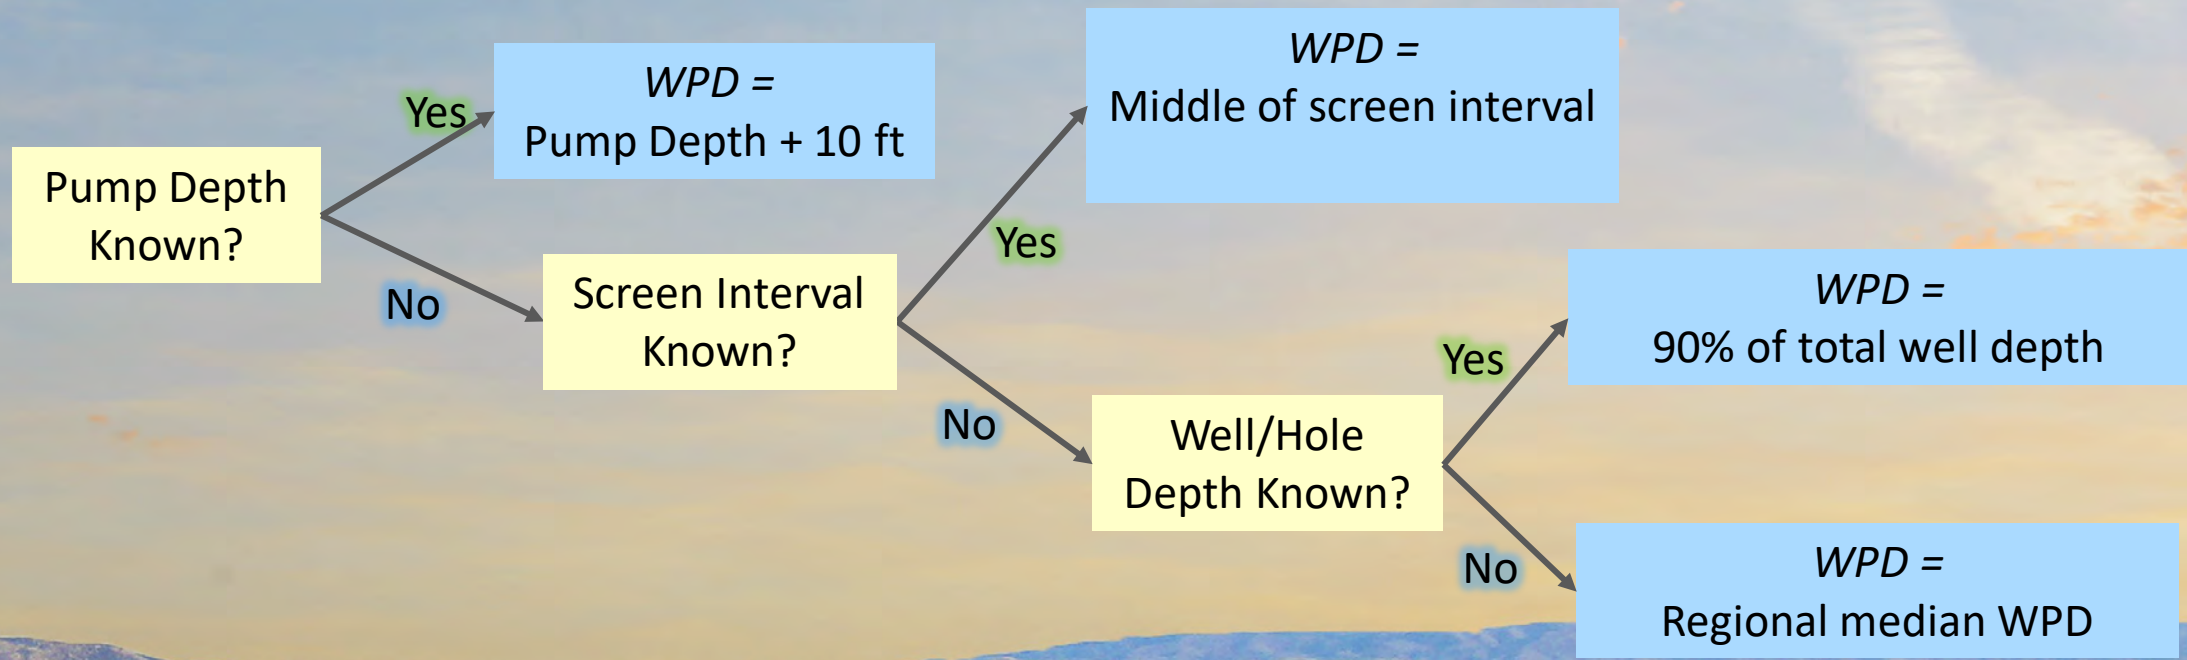 Pump Depth
Known?
Yes
WPD =
Pump Depth + 10 ft
No
Screen Interval
Known?
Yes
WPD =
Middle of screen interval
No
Well/Hole
Depth Known?
Yes
WPD =
90% of total well depth
No
WPD =
Regional median WPD